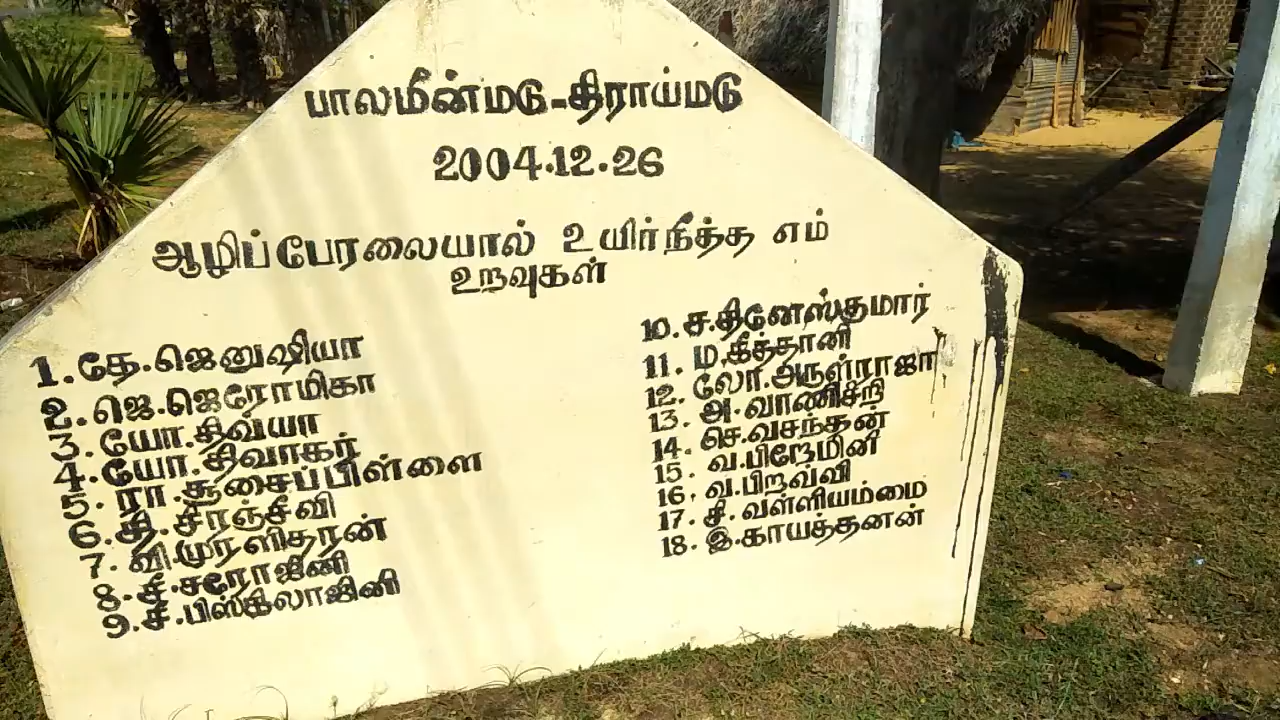 பாலமீன்மடு-திராய்மடு
2004.12.26
ஆழிப்பேரலையால் உயிர்நீத்த எம்
உறவுகள்
1. தே.ஜெனுஷியா
2. ஜெ.ஜெரோமிகா
3. யோ.திவ்யா
4. யோ.திவாகர்
5. ரா.சூசைப்பிள்ளை
6. தி.சிரஞ்சீவி
7. வி.முரளிதரன்
8. சீ.சரோஜினி
9. சீ.பிஸ்டிலாஜினி
10. ச.தினேஸ்குமார்
11. ம.கீத்தானி
12. லோ.அருள்ராஜா
13. அ.வாணிசிறி
14. செ.வசந்தன்
15. வ.பிறேமினி
16. வ.பிறவ்வி
17. சி.வள்ளியம்மை
18. இ.காயத்தனன்